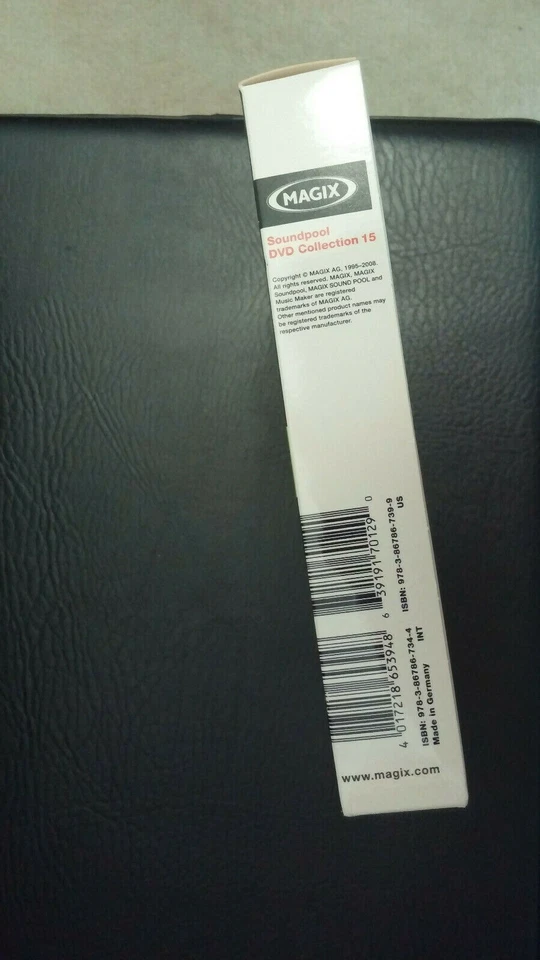 MAGIX
Soundpool
DVD Collection 15
Copyright © MAGIX AG, 1995–2008.
All rights reserved. MAGIX, MAGIX
Soundpool, MAGIX SOUND POOL and
Music Maker are registered
trademarks of MAGIX AG.
Other mentioned product names may
be registered trademarks of the
respective manufacturer.
6 39191 70129 0
ISBN: 978-3-86786-739-9
US
4 017218 653948
ISBN: 978-3-86786-734-4
INT
Made in Germany
www.magix.com